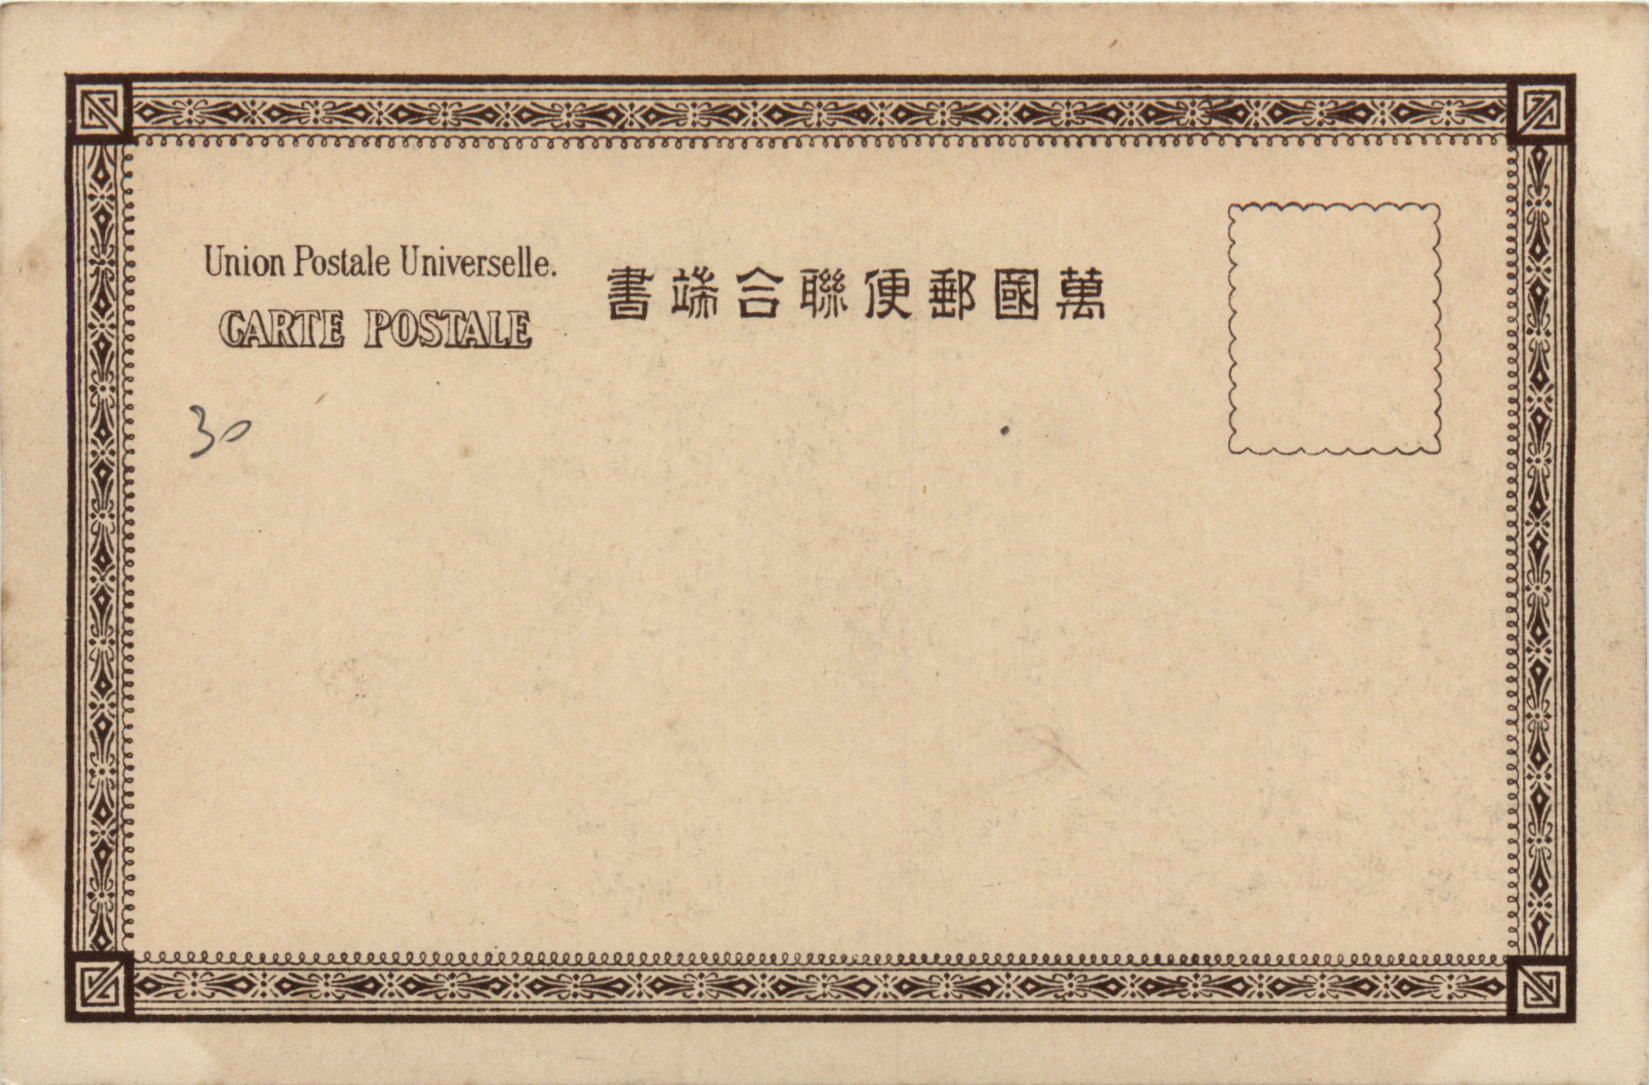 Union Postale Universelle.
CARTE POSTALE
書端合聯便郵國萬
30